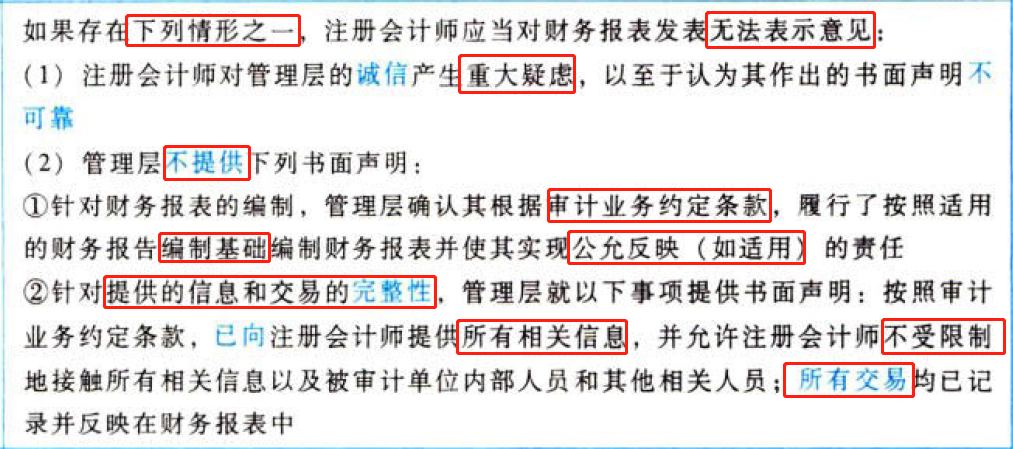 如果存在下列情形之一，注册会计师应当对财务报表发表无法表示意见：
（1）注册会计师对管理层的诚信产生重大疑虑，以至于认为其作出的书面声明不
可靠
（2）管理层不提供下列书面声明：
①针对财务报表的编制，管理层确认其根据审计业务约定条款，履行了按照适用
的财务报告编制基础编制财务报表并使其实现公允反映（如适用）的责任
②针对提供的信息和交易的完整性，管理层就以下事项提供书面声明：按照审计
业务约定条款，已向注册会计师提供所有相关信息，并允许注册会计师不受限制
地接触所有相关信息以及被审计单位内部人员和其他相关人员；所有交易均已记
录并反映在财务报表中